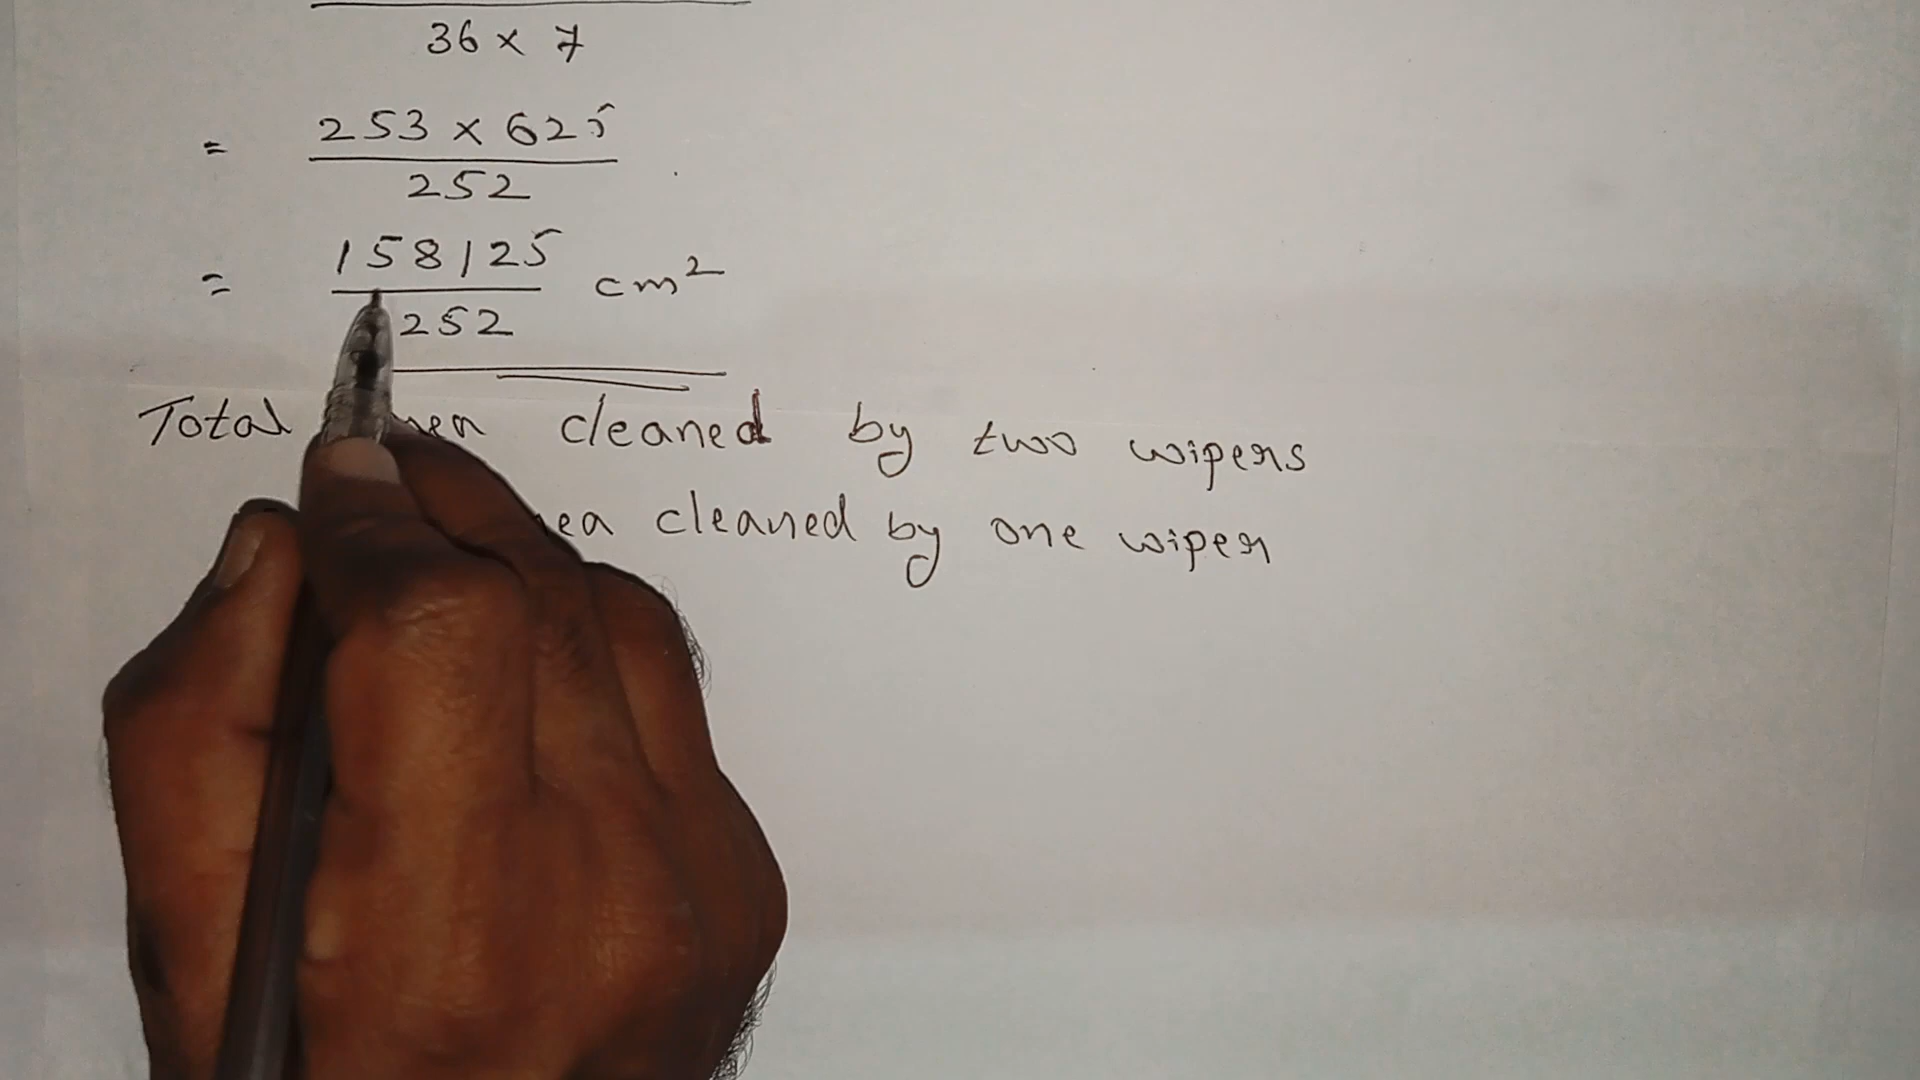 36 × 7
= 253 × 625
252
= 158125 cm²
252
Total cleaned by two wipers
cleaned by one wiper